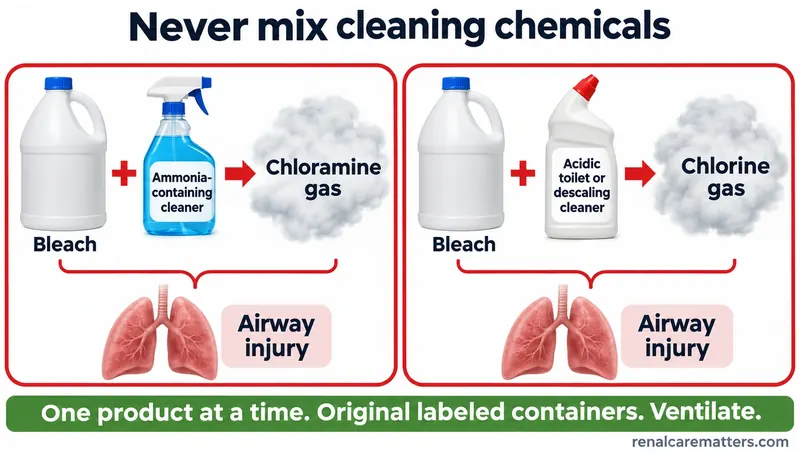 Never mix cleaning chemicals
Ammonia-
containing
cleaner
Chloramine
gas
Bleach
Airway
injury
Acidic
toilet or
descaling
cleaner
Chlorine
gas
Bleach
Airway
injury
One product at a time. Original labeled containers. Ventilate.
renalcarematters.com